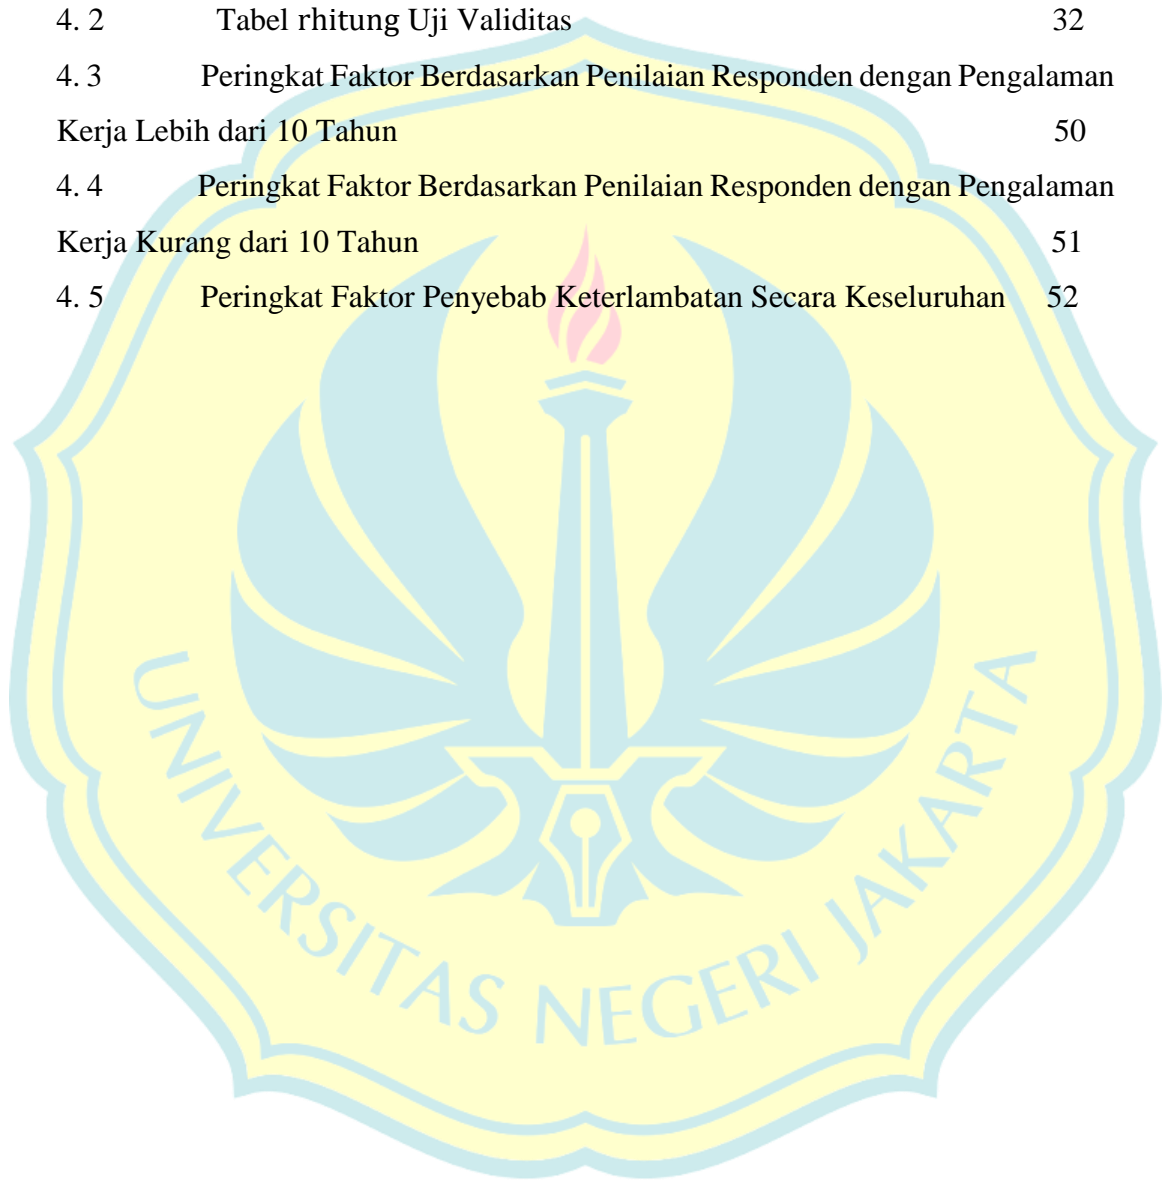 4. 2 Tabel rhitung Uji Validitas 32
4. 3 Peringkat Faktor Berdasarkan Penilaian Responden dengan Pengalaman
Kerja Lebih dari 10 Tahun 50
4. 4 Peringkat Faktor Berdasarkan Penilaian Responden dengan Pengalaman
Kerja Kurang dari 10 Tahun 51
4. 5 Peringkat Faktor Penyebab Keterlambatan Secara Keseluruhan 52
UNIVERSITAS NEGERI JAKARTA